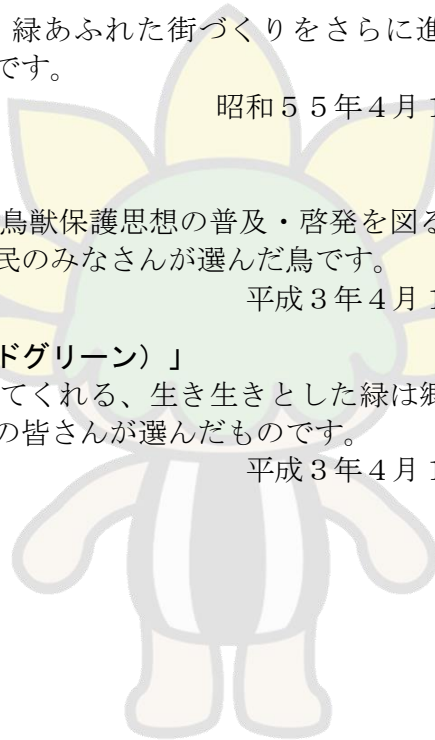 緑あふれた街づくりをさらに進
です。
昭和55年4月1
鳥獣保護思想の普及・啓発を図る
民のみなさんが選んだ鳥です。
平成3年4月1
ドグリーン)」
てくれる、生き生きとした緑は郷
の皆さんが選んだものです。
平成3年4月1